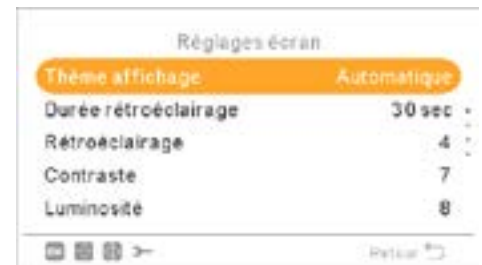 Réglages écran
Thème affichage Automatique
Durée rétroéclairage 30 sec
Rétroéclairage 4
Contraste 7
Luminosité 8
Retour